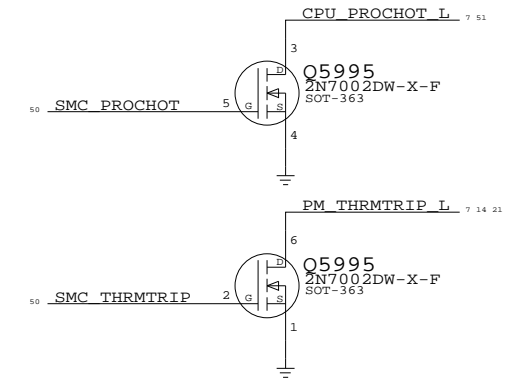 CPU_PROCHOT_L 7 51
3
D
Q5995
2N7002DW-X-F
SOT-363
50 SMC_PROCHOT 5 G S
4
PM_THRMTRIP_L 7 14 21
6
D
Q5995
2N7002DW-X-F
SOT-363
50 SMC_THRMTRIP 2 G S
1